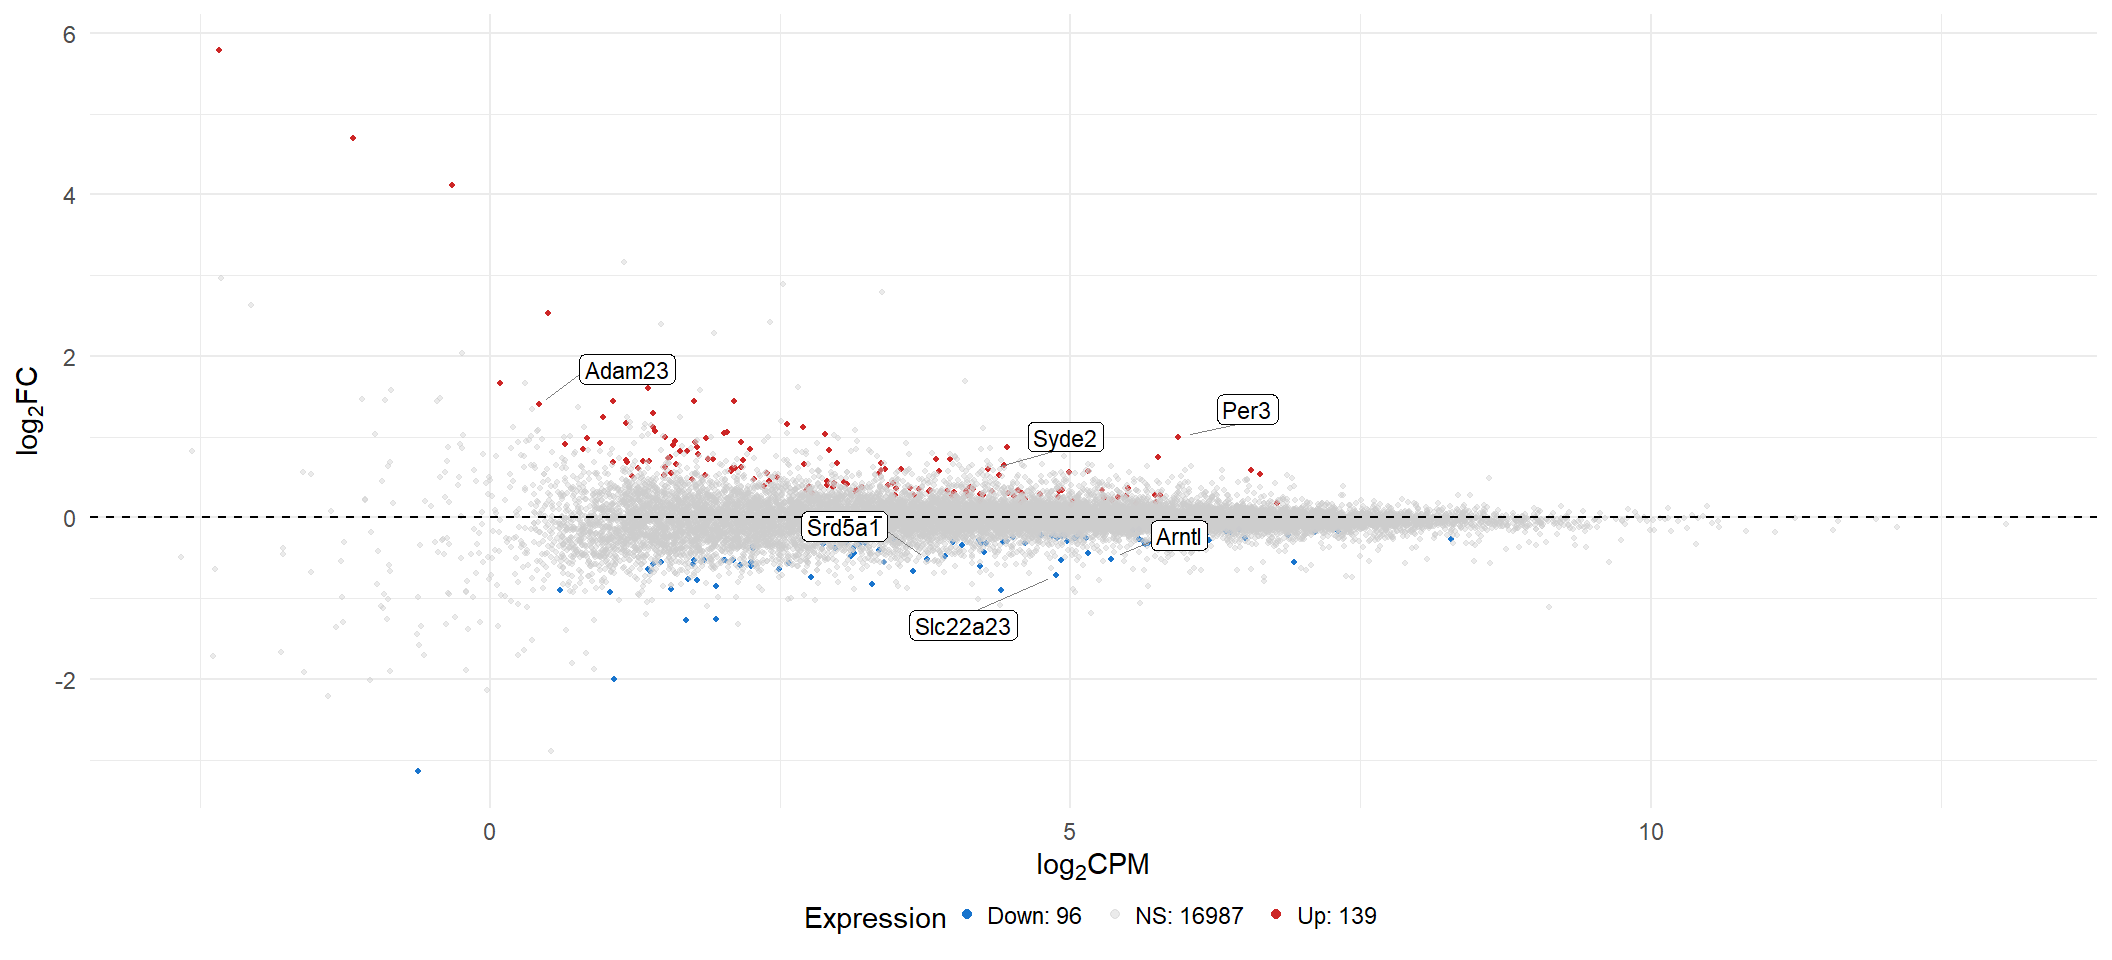 6
4
2
0
-2
log₂FC
Adam23
Per3
Syde2
Srd5a1
Arntl
Slc22a23
0 5 10
log₂CPM
Expression Down: 96 NS: 16987 Up: 139